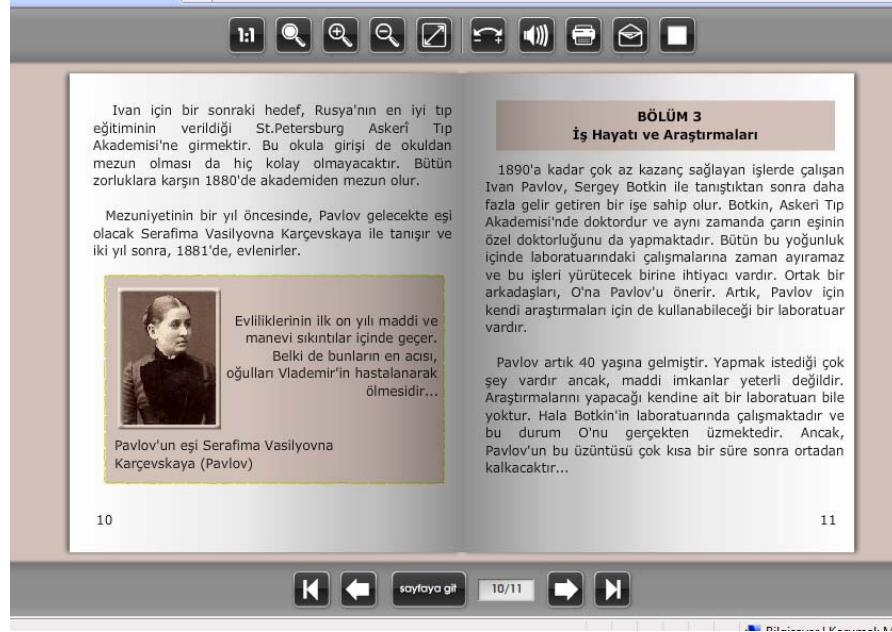 1:1
Ivan için bir sonraki hedef, Rusya'nın en iyi tıp
eğitiminin verildiği St.Petersburg Askerî Tıp
Akademisi'ne girmektir. Bu okula girişi de okuldan
mezun olması da hiç kolay olmayacaktır. Bütün
zorluklara karşın 1880'de akademiden mezun olur.
Mezuniyetinin bir yıl öncesinde, Pavlov gelecekte eşi
olacak Serafima Vasilyovna Karçevskaya ile tanışır ve
iki yıl sonra, 1881'de, evlenirler.
Evliliklerinin ilk on yılı maddi ve
manevi sıkıntılar içinde geçer.
Belki de bunların en acısı,
oğulları Vlademir'in hastalanarak
ölmesidir...
Pavlov'un eşi Serafima Vasilyovna
Karçevskaya (Pavlov)
10
BÖLÜM 3
İş Hayatı ve Araştırmaları
1890'a kadar çok az kazanç sağlayan işlerde çalışan
Ivan Pavlov, Sergey Botkin ile tanıştıktan sonra daha
fazla gelir getiren bir işe sahip olur. Botkin, Askeri Tıp
Akademisi'nde doktordur ve aynı zamanda çarın eşinin
özel doktorluğunu da yapmaktadır. Bütün bu yoğunluk
içinde laboratuarındaki çalışmalarına zaman ayıramaz
ve bu işleri yürütecek birine ihtiyacı vardır. Ortak bir
arkadaşları, O'na Pavlov'u önerir. Artık, Pavlov için
kendi araştırmaları için de kullanabileceği bir laboratuar
vardır.
Pavlov artık 40 yaşına gelmiştir. Yapmak istediği çok
şey vardır ancak, maddi imkanlar yeterli değildir.
Araştırmalarını yapacağı kendine ait bir laboratuarı bile
yoktur. Hala Botkin'in laboratuarında çalışmaktadır ve
bu durum O'nu gerçekten üzmektedir. Ancak,
Pavlov'un bu üzüntüsü çok kısa bir süre sonra ortadan
kalkacaktır...
11
sayfaya git
10/11